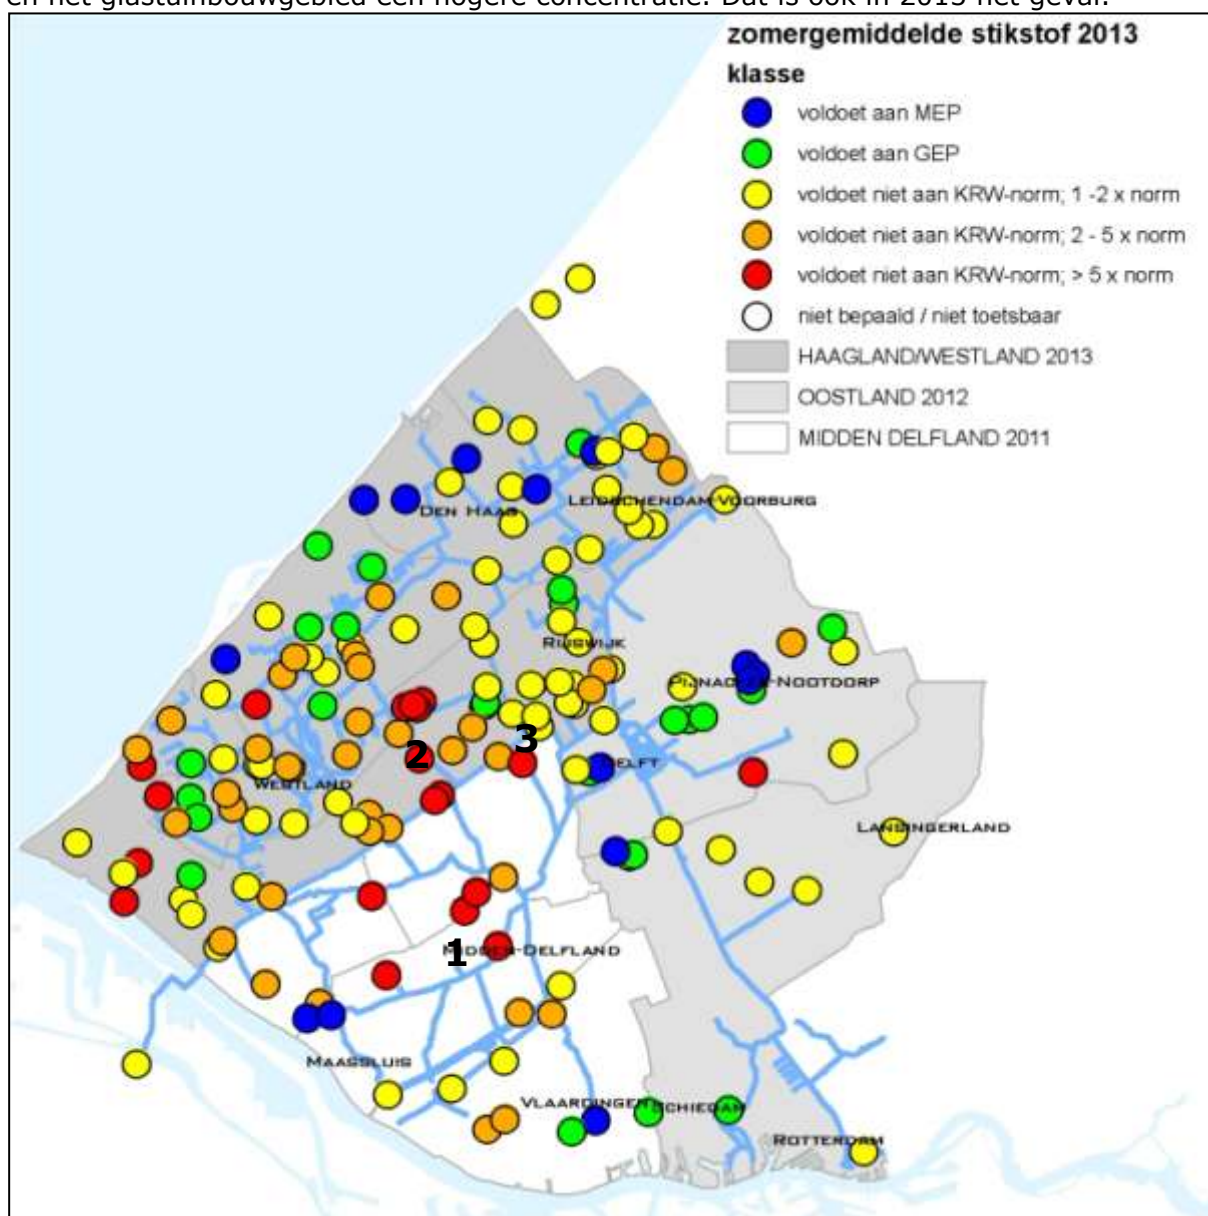 en het glastuinbouwgebied een hogere concentratie. Dat is ook in 2013 het geval.
zomergemiddelde stikstof 2013
klasse
voldoet aan MEP
voldoet aan GEP
voldoet niet aan KRW-norm; 1 -2 x norm
voldoet niet aan KRW-norm; 2 - 5 x norm
voldoet niet aan KRW-norm; > 5 x norm
niet bepaald / niet toetsbaar
HAAGLAND/WESTLAND 2013
OOSTLAND 2012
MIDDEN DELFLAND 2011
LEIDSCHENDAM-VOORBURG
DEN HAAG
RIJSWIJK
PIJNACKER-NOOTDORP
3
2
DELFT
WESTLAND
LANSINGERLAND
MIDDEN-DELFLAND
1
MAASSLUIS
VLAARDINGEN
SCHIEDAM
ROTTERDAM